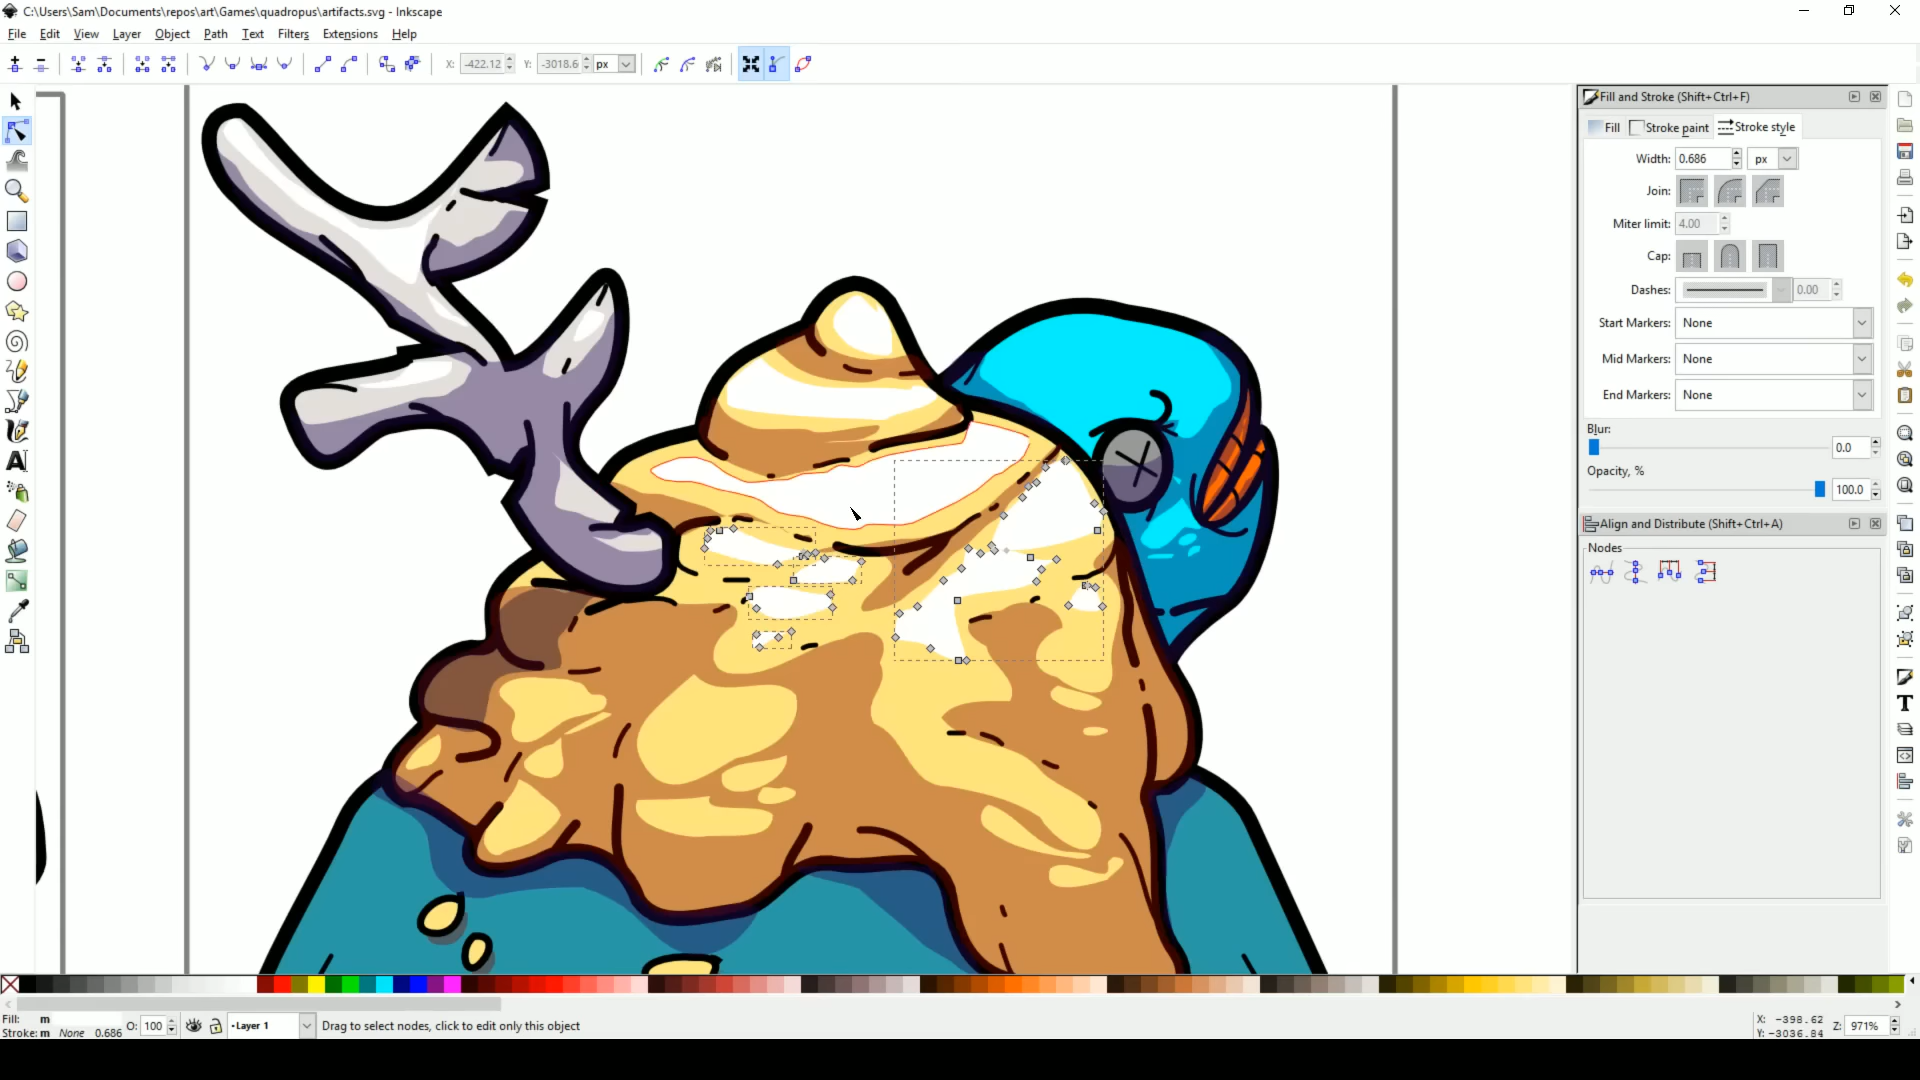 C:\Users\Sam\Documents\repos\art\Games\quadropus\artifacts.svg - Inkscape
File Edit View Layer Object Path Text Filters Extensions Help
X: -422.12 Y: -3018.6 px
Fill and Stroke (Shift+Ctrl+F)
Fill Stroke paint Stroke style
Width: 0.686 px
Join:
Miter limit: 4.00
Cap:
Dashes: 0.00
Start Markers: None
Mid Markers: None
End Markers: None
Blur:
0.0
Opacity, %
100.0
Align and Distribute (Shift+Ctrl+A)
Nodes
Fill: m
Stroke: m None 0.686
O: 100
•Layer 1
Drag to select nodes, click to edit only this object
X: -398.62
Y: -3036.84
Z: 971%